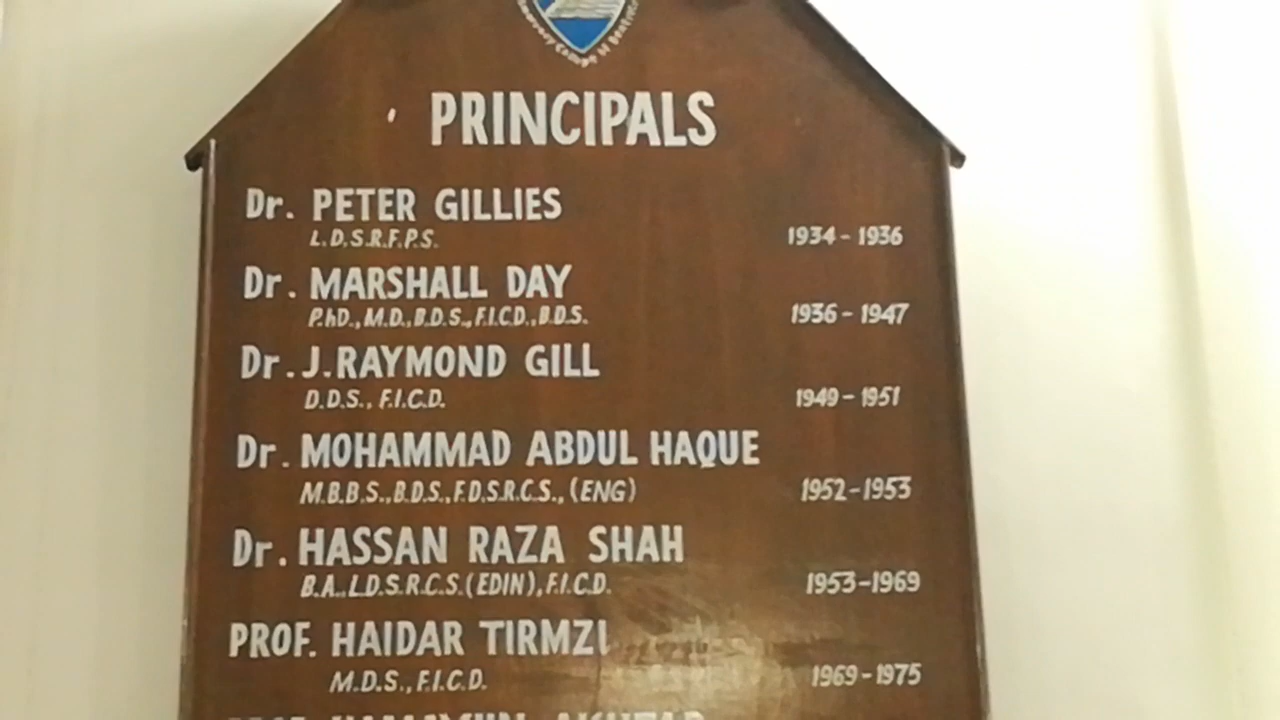 PRINCIPALS
Dr. PETER GILLIES
L.D.S.R.F.P.S.
1934 - 1936
Dr. MARSHALL DAY
P.hD., M.D., B.D.S., F.I.C.D., B.D.S.
1936 - 1947
Dr. J. RAYMOND GILL
D.D.S., F.I.C.D.
1949 - 1951
Dr. MOHAMMAD ABDUL HAQUE
M.B.B.S., B.D.S., F.D.S.R.C.S., (ENG)
1952 - 1953
Dr. HASSAN RAZA SHAH
B.A., L.D.S.R.C.S. (EDIN), F.I.C.D.
1953 - 1969
PROF. HAIDAR TIRMZI
M.D.S., F.I.C.D.
1969 - 1975